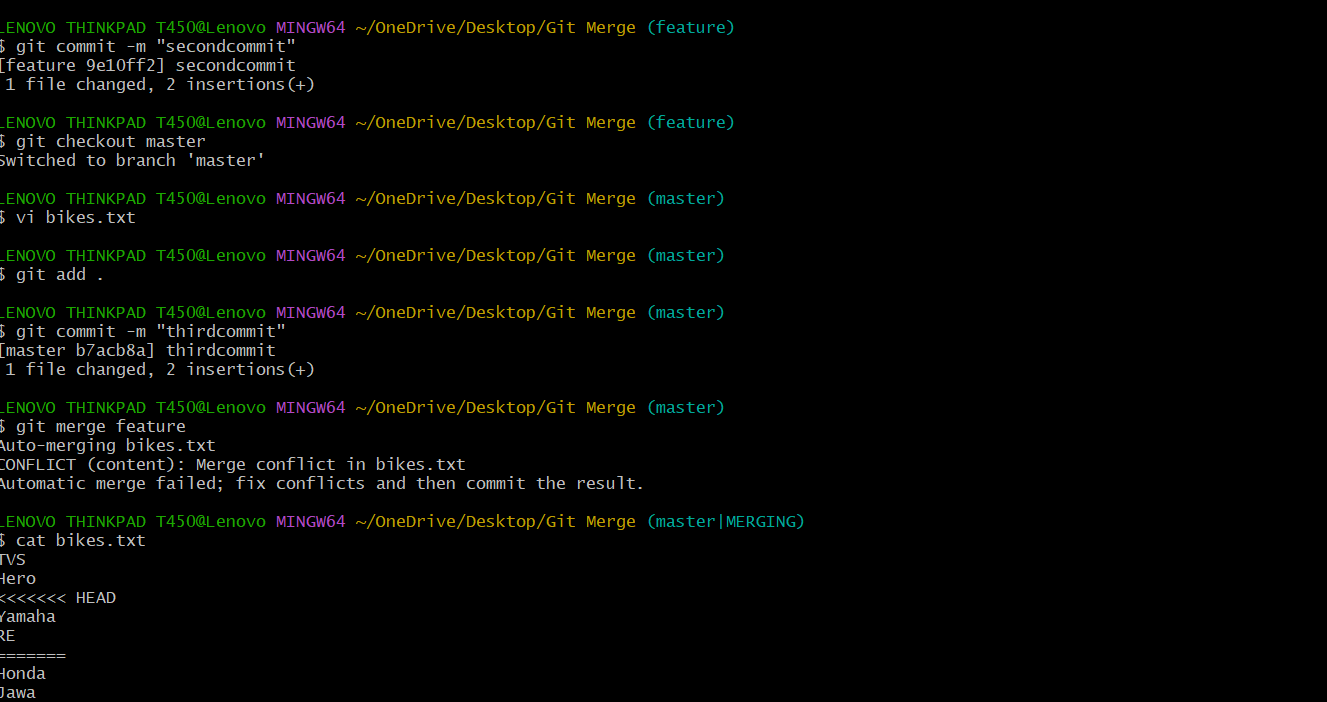 LENOVO THINKPAD T450@Lenovo MINGW64 ~/OneDrive/Desktop/Git Merge (feature)
$ git commit -m "secondcommit"
[feature 9e10ff2] secondcommit
 1 file changed, 2 insertions(+)
LENOVO THINKPAD T450@Lenovo MINGW64 ~/OneDrive/Desktop/Git Merge (feature)
$ git checkout master
Switched to branch 'master'
LENOVO THINKPAD T450@Lenovo MINGW64 ~/OneDrive/Desktop/Git Merge (master)
$ vi bikes.txt
LENOVO THINKPAD T450@Lenovo MINGW64 ~/OneDrive/Desktop/Git Merge (master)
$ git add .
LENOVO THINKPAD T450@Lenovo MINGW64 ~/OneDrive/Desktop/Git Merge (master)
$ git commit -m "thirdcommit"
[master b7acb8a] thirdcommit
 1 file changed, 2 insertions(+)
LENOVO THINKPAD T450@Lenovo MINGW64 ~/OneDrive/Desktop/Git Merge (master)
$ git merge feature
Auto-merging bikes.txt
CONFLICT (content): Merge conflict in bikes.txt
Automatic merge failed; fix conflicts and then commit the result.
LENOVO THINKPAD T450@Lenovo MINGW64 ~/OneDrive/Desktop/Git Merge (master|MERGING)
$ cat bikes.txt
TVS
Hero
<<<<<<< HEAD
Yamaha
RE
=======
Honda
Jawa